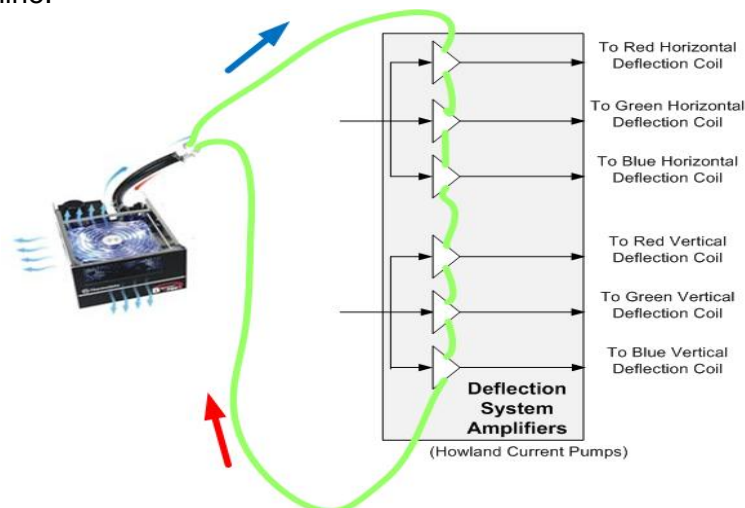 To Red Horizontal
Deflection Coil
To Green Horizontal
Deflection Coil
To Blue Horizontal
Deflection Coil
To Red Vertical
Deflection Coil
To Green Vertical
Deflection Coil
To Blue Vertical
Deflection Coil
Deflection
System
Amplifiers
(Howland Current Pumps)